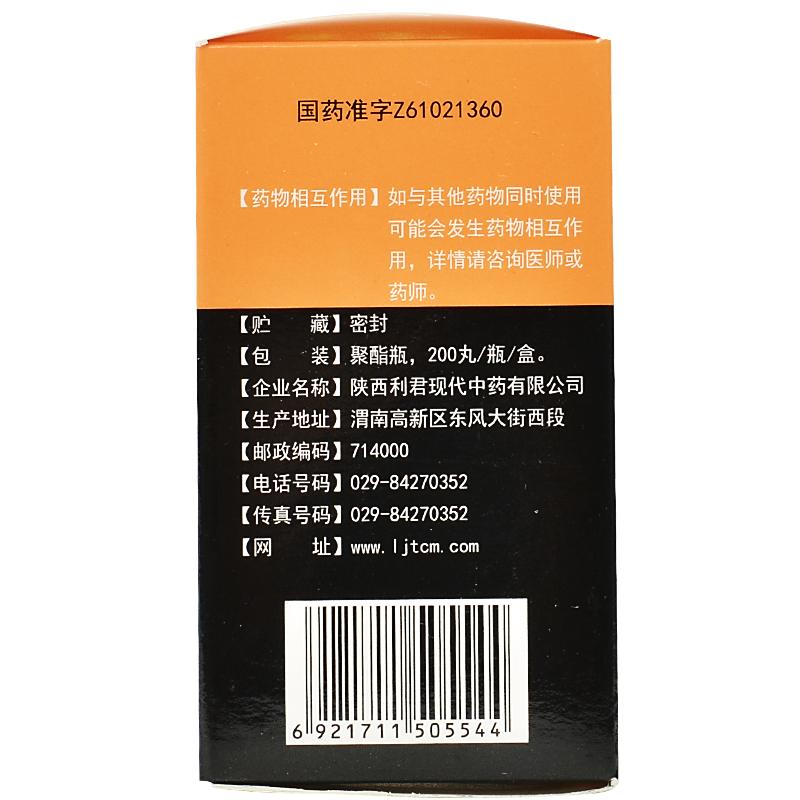 国药准字Z61021360
【药物相互作用】如与其他药物同时使用
可能会发生药物相互作
用，详情请咨询医师或
药师。
【贮 藏】密封
【包 装】聚酯瓶，200丸/瓶/盒。
【企业名称】陕西利君现代中药有限公司
【生产地址】渭南高新区东风大街西段
【邮政编码】714000
【电话号码】029-84270352
【传真号码】029-84270352
【网 址】www.ljtcm.com
6 921711 505544